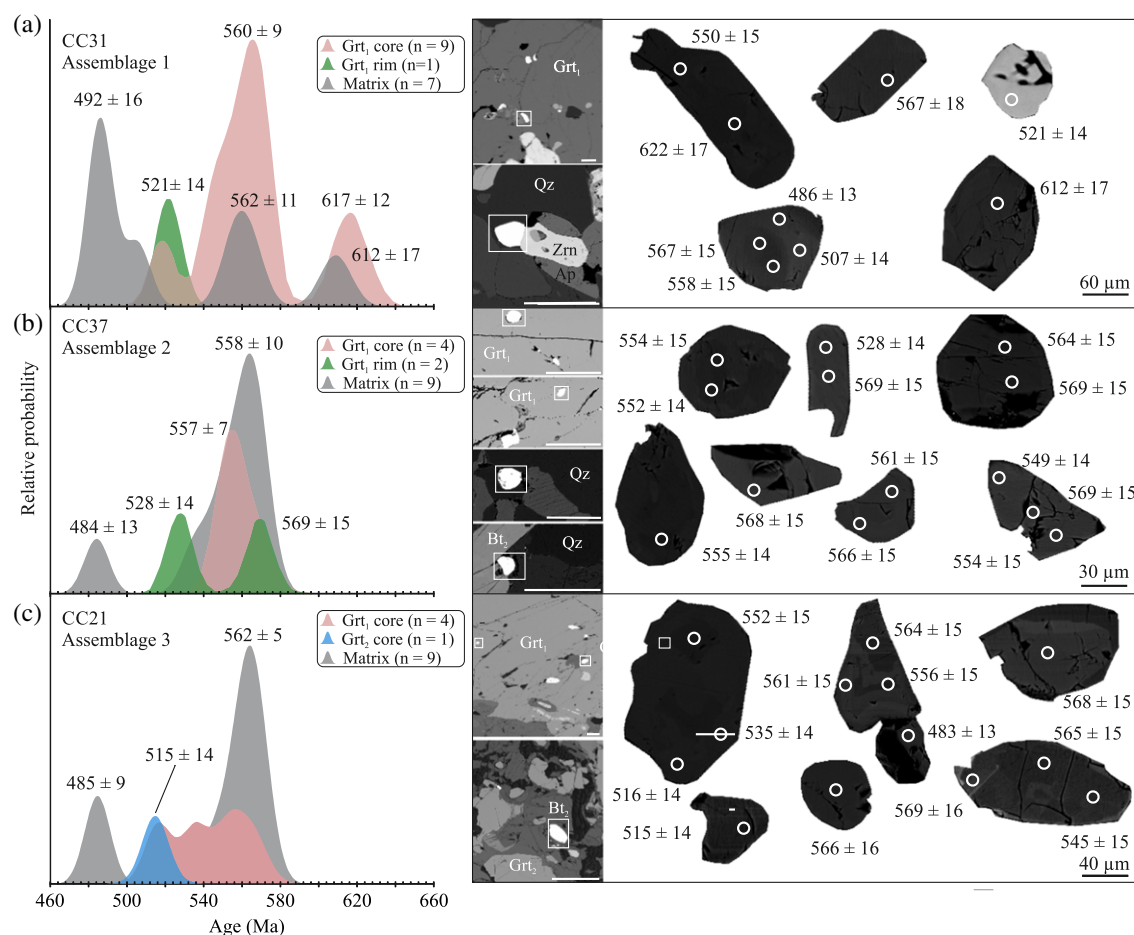 (a)
CC31
Assemblage 1
560 ± 9
Grt1 core (n = 9)
Grt1 rim (n=1)
Matrix (n = 7)
492 ± 16
521± 14
562 ± 11
617 ± 12
612 ± 17
Grt1
Qz
Zrn
Ap
550 ± 15
567 ± 18
521 ± 14
622 ± 17
486 ± 13
612 ± 17
567 ± 15
507 ± 14
558 ± 15
60 µm
(b)
CC37
Assemblage 2
558 ± 10
Grt1 core (n = 4)
Grt1 rim (n = 2)
Matrix (n = 9)
557 ± 7
528 ± 14
484 ± 13
569 ± 15
Relative probability
Grt1
Grt1
Qz
Bt2
Qz
554 ± 15
528 ± 14
564 ± 15
569 ± 15
569 ± 15
552 ± 14
561 ± 15
549 ± 14
569 ± 15
568 ± 15
566 ± 15
554 ± 15
555 ± 14
30 µm
(c)
CC21
Assemblage 3
562 ± 5
Grt1 core (n = 4)
Grt2 core (n = 1)
Matrix (n = 9)
515 ± 14
485 ± 9
Grt1
Bt2
Grt2
552 ± 15
564 ± 15
561 ± 15
556 ± 15
568 ± 15
535 ± 14
483 ± 13
565 ± 15
516 ± 14
569 ± 16
515 ± 14
566 ± 16
545 ± 15
40 µm
460 500 540 580 620 660
Age (Ma)